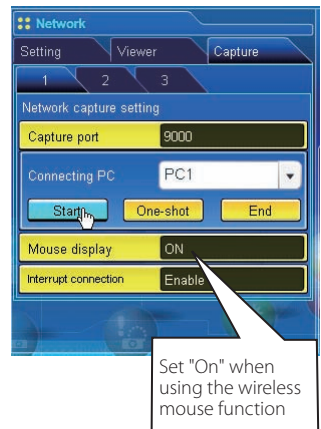 Network
Setting Viewer Capture
1 2 3
Network capture setting
Capture port 9000
Connecting PC PC1
Start One-shot End
Mouse display ON
Interrupt connection Enable
Set "On" when
using the wireless
mouse function